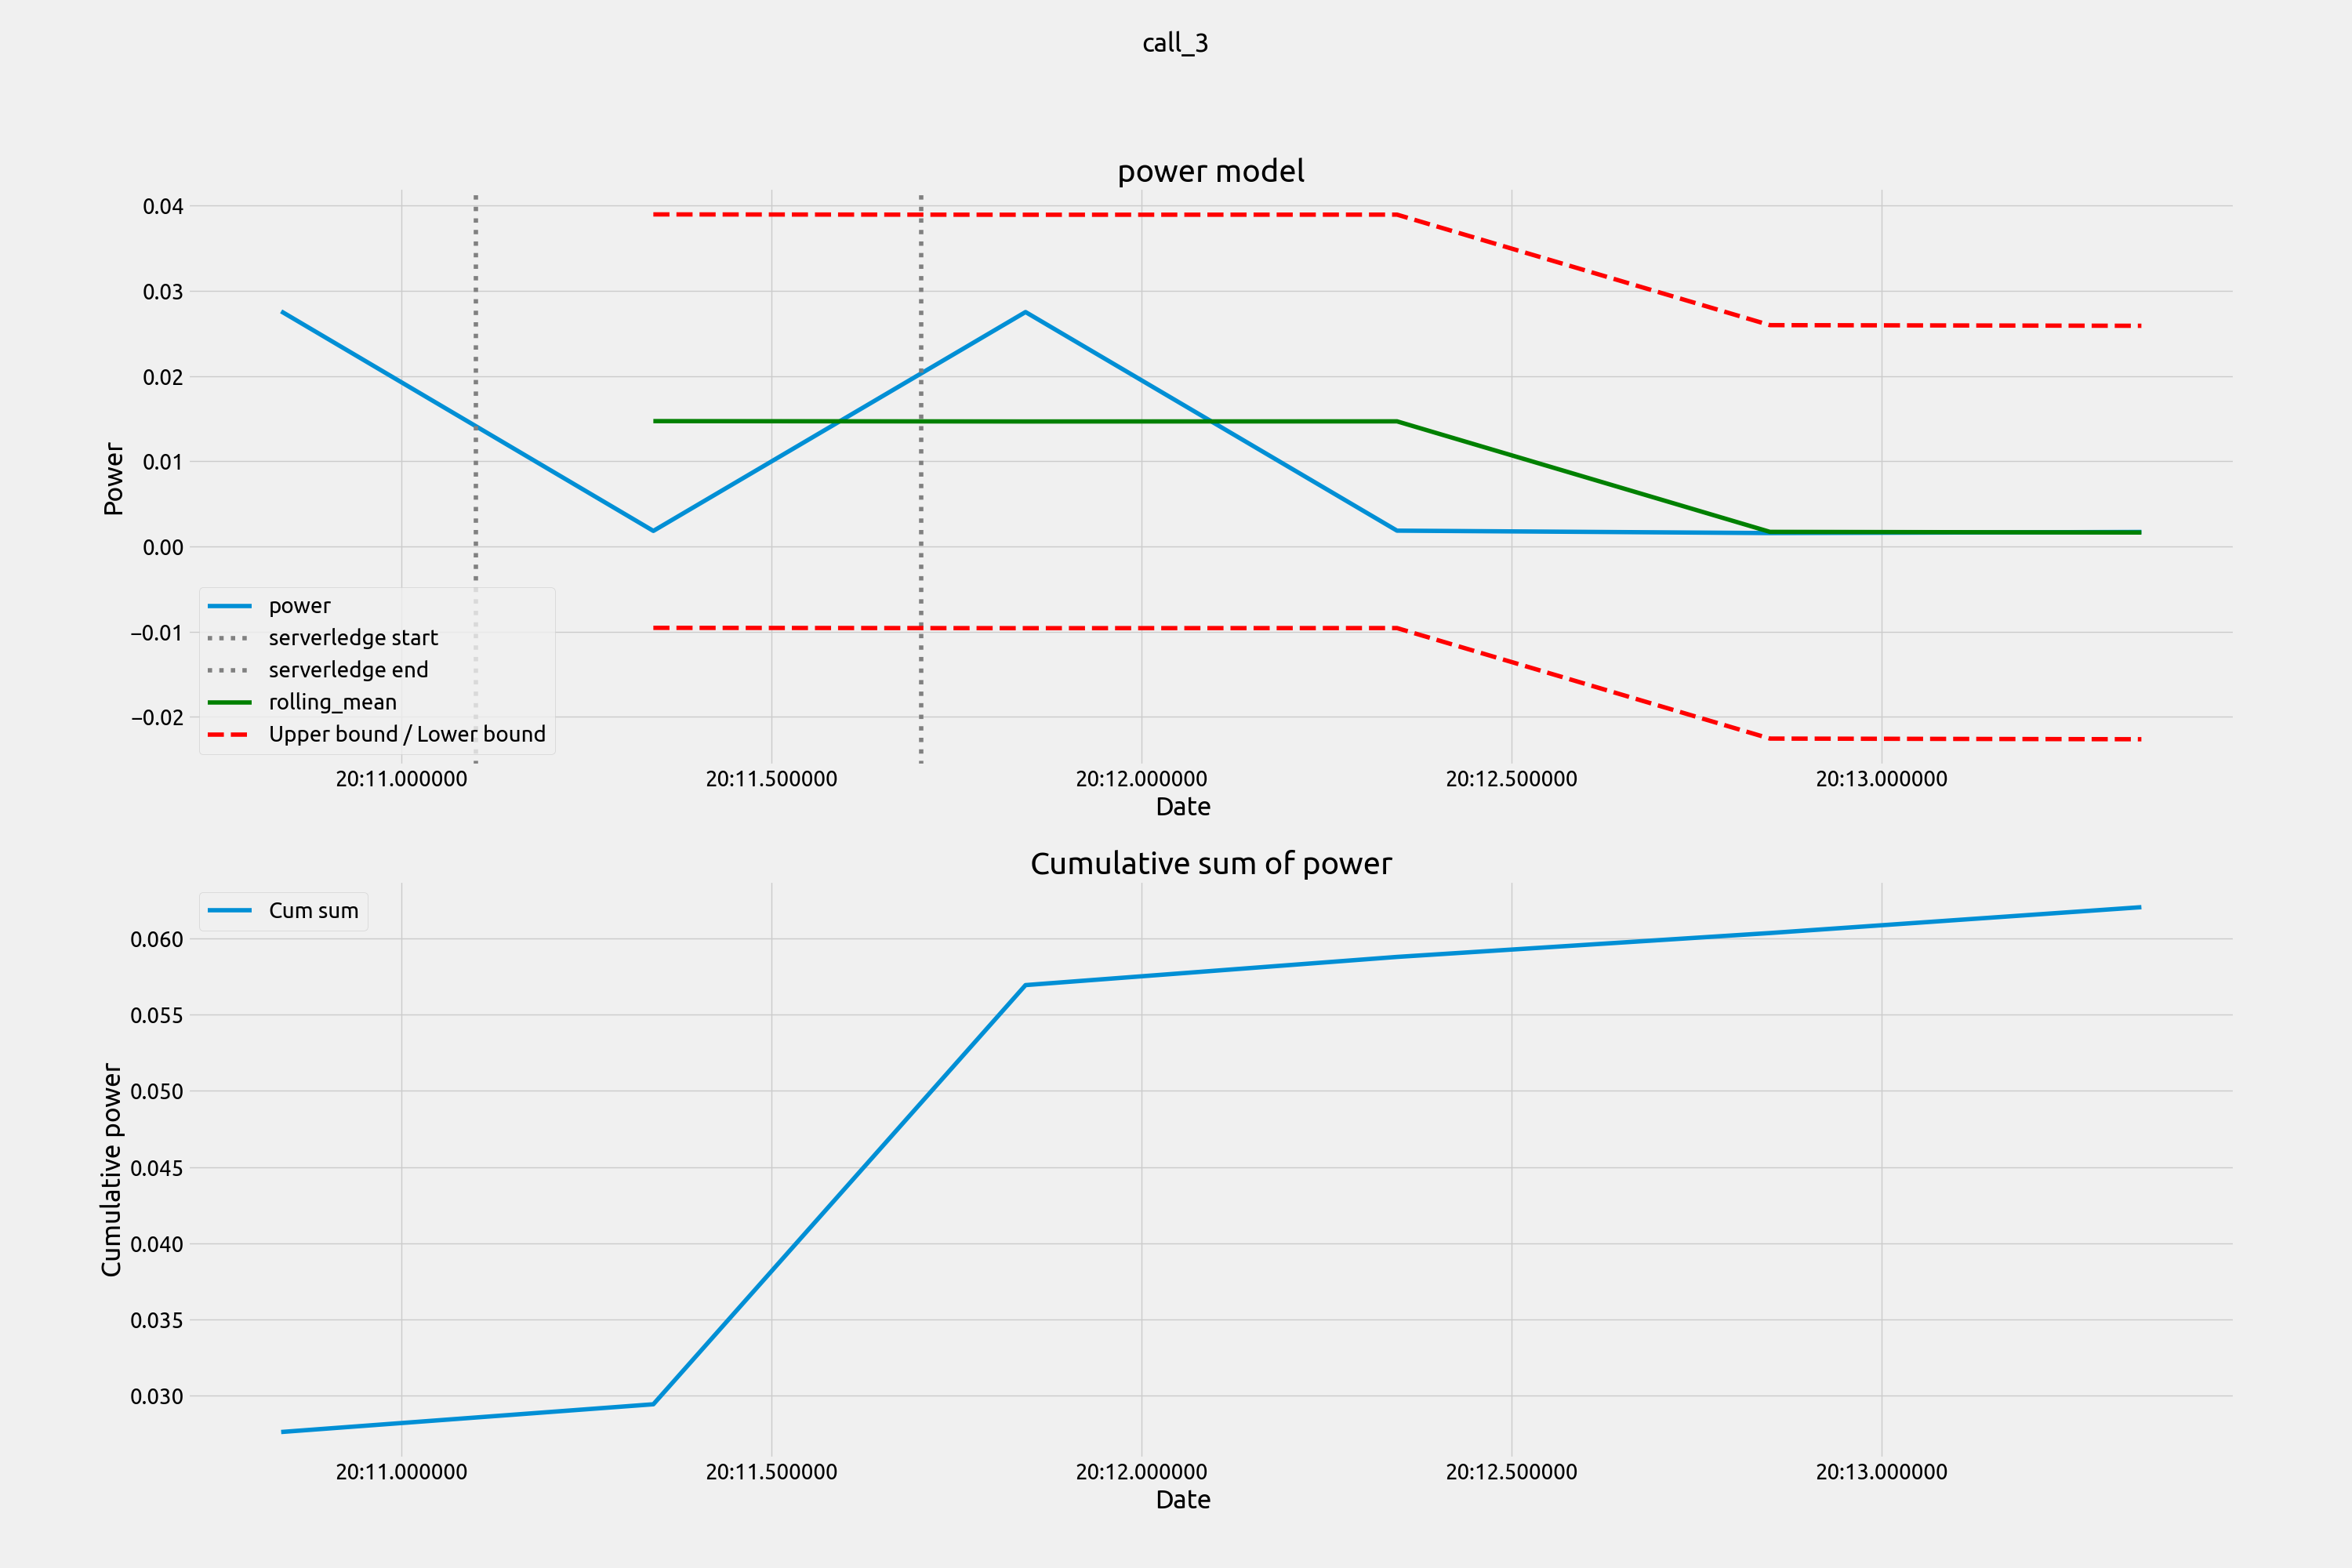 call_3
power model
Power
0.04
0.03
0.02
0.01
0.00
−0.01
−0.02
power
serverledge start
serverledge end
rolling_mean
Upper bound / Lower bound
20:11.000000 20:11.500000 20:12.000000 20:12.500000 20:13.000000
Date
Cumulative sum of power
Cum sum
Cumulative power
0.060
0.055
0.050
0.045
0.040
0.035
0.030
20:11.000000 20:11.500000 20:12.000000 20:12.500000 20:13.000000
Date